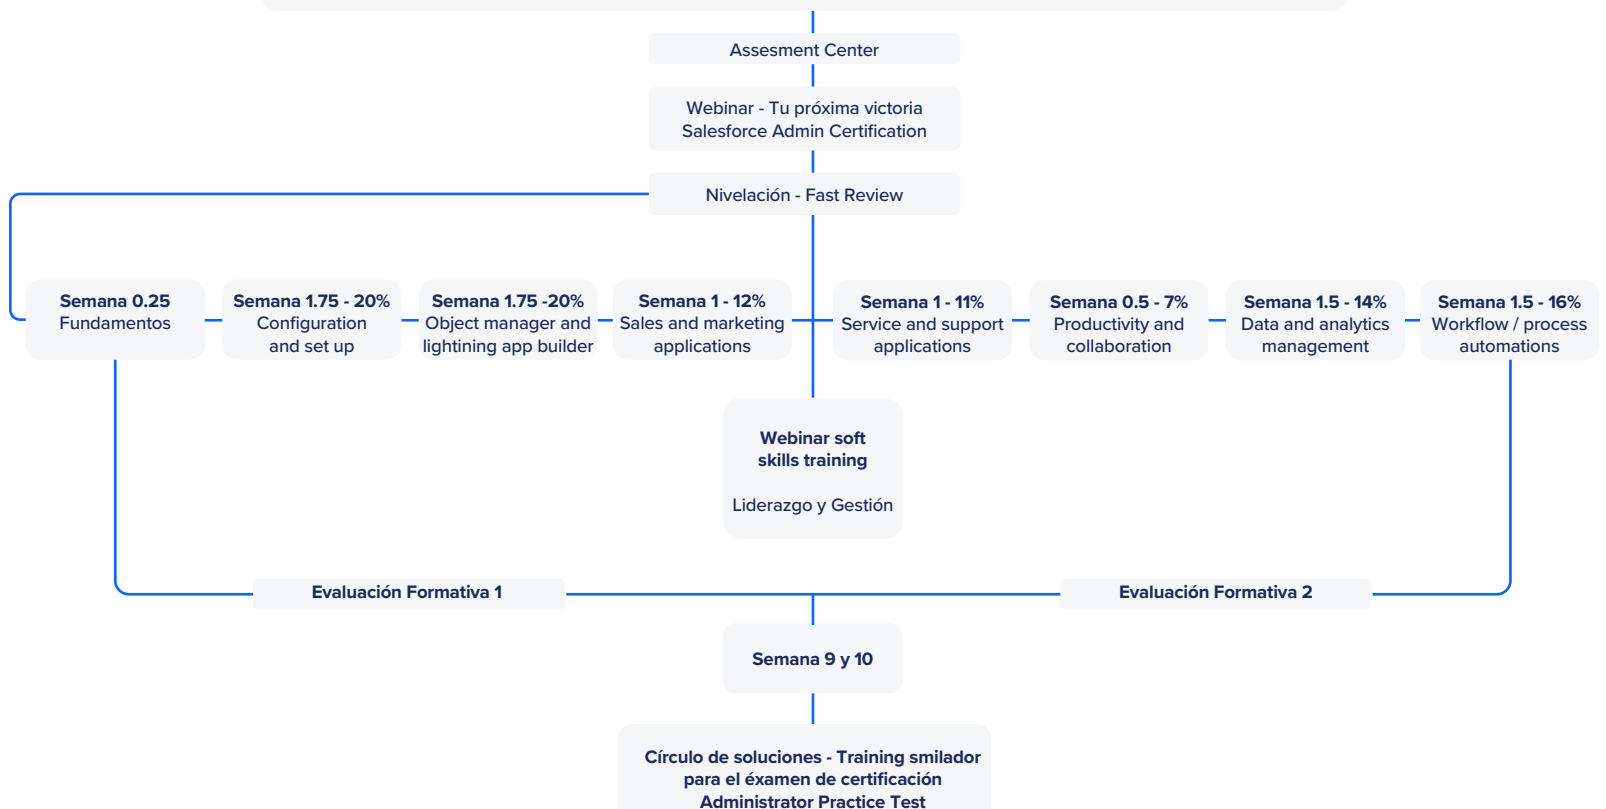 Assesment Center
Webinar - Tu próxima victoria
Salesforce Admin Certification
Nivelación - Fast Review
Semana 0.25
Fundamentos
Semana 1.75 - 20%
Configuration
and set up
Semana 1.75 -20%
Object manager and
lightining app builder
Semana 1 - 12%
Sales and marketing
applications
Semana 1 - 11%
Service and support
applications
Semana 0.5 - 7%
Productivity and
collaboration
Semana 1.5 - 14%
Data and analytics
management
Semana 1.5 - 16%
Workflow / process
automations
Webinar soft
skills training
Liderazgo y Gestión
Evaluación Formativa 1
Evaluación Formativa 2
Semana 9 y 10
Círculo de soluciones - Training smilador
para el éxamen de certificación
Administrator Practice Test